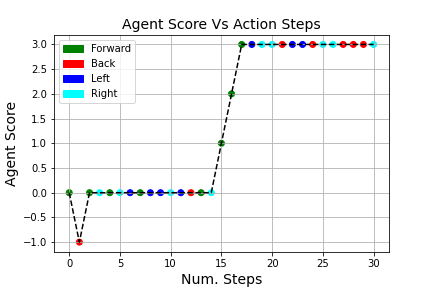 Agent Score Vs Action Steps
Agent Score
3.0
2.5
2.0
1.5
1.0
0.5
0.0
−0.5
−1.0
Forward
Back
Left
Right
0 5 10 15 20 25 30
Num. Steps